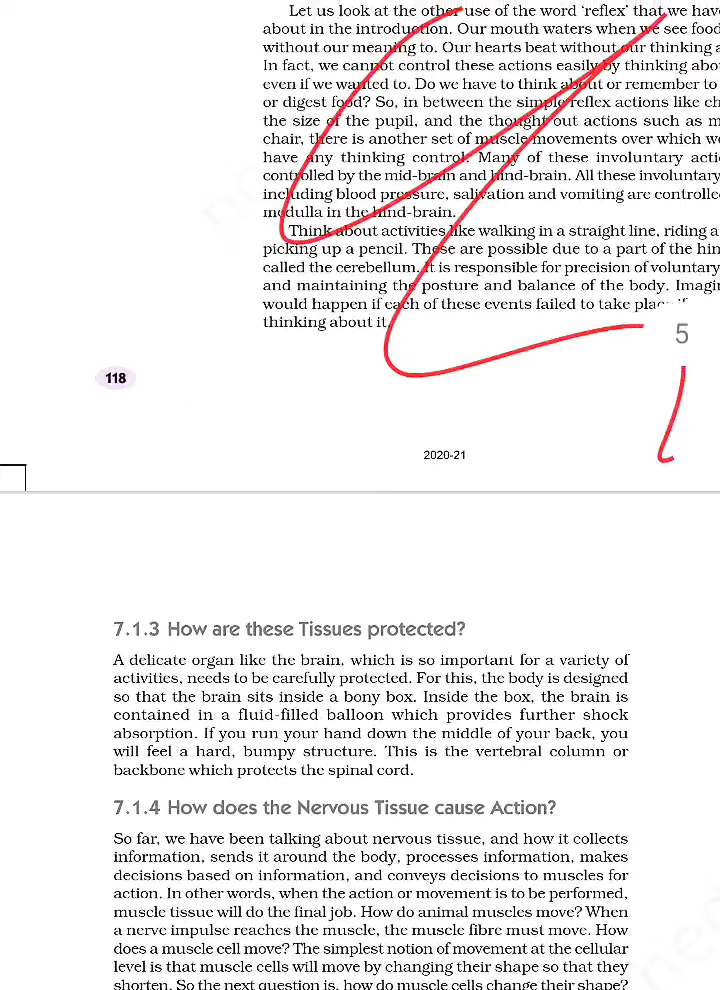 Let us look at the other use of the word ‘reflex’ that we have
about in the introduction. Our mouth waters when we see food
without our meaning to. Our hearts beat without our thinking a
In fact, we cannot control these actions easily by thinking abo
even if we wanted to. Do we have to think about or remember to
or digest food? So, in between the simple reflex actions like ch
the size of the pupil, and the thought out actions such as m
chair, there is another set of muscle movements over which we
have any thinking control. Many of these involuntary acti
controlled by the mid-brain and hind-brain. All these involuntary
including blood pressure, salivation and vomiting are controlled
medulla in the hind-brain.
Think about activities like walking in a straight line, riding a
picking up a pencil. These are possible due to a part of the hin
called the cerebellum. It is responsible for precision of voluntary
and maintaining the posture and balance of the body. Imagin
would happen if each of these events failed to take place if
thinking about it.
5
118
2020-21
7.1.3 How are these Tissues protected?
A delicate organ like the brain, which is so important for a variety of
activities, needs to be carefully protected. For this, the body is designed
so that the brain sits inside a bony box. Inside the box, the brain is
contained in a fluid-filled balloon which provides further shock
absorption. If you run your hand down the middle of your back, you
will feel a hard, bumpy structure. This is the vertebral column or
backbone which protects the spinal cord.
7.1.4 How does the Nervous Tissue cause Action?
So far, we have been talking about nervous tissue, and how it collects
information, sends it around the body, processes information, makes
decisions based on information, and conveys decisions to muscles for
action. In other words, when the action or movement is to be performed,
muscle tissue will do the final job. How do animal muscles move? When
a nerve impulse reaches the muscle, the muscle fibre must move. How
does a muscle cell move? The simplest notion of movement at the cellular
level is that muscle cells will move by changing their shape so that they
shorten. So the next question is, how do muscle cells change their shape?